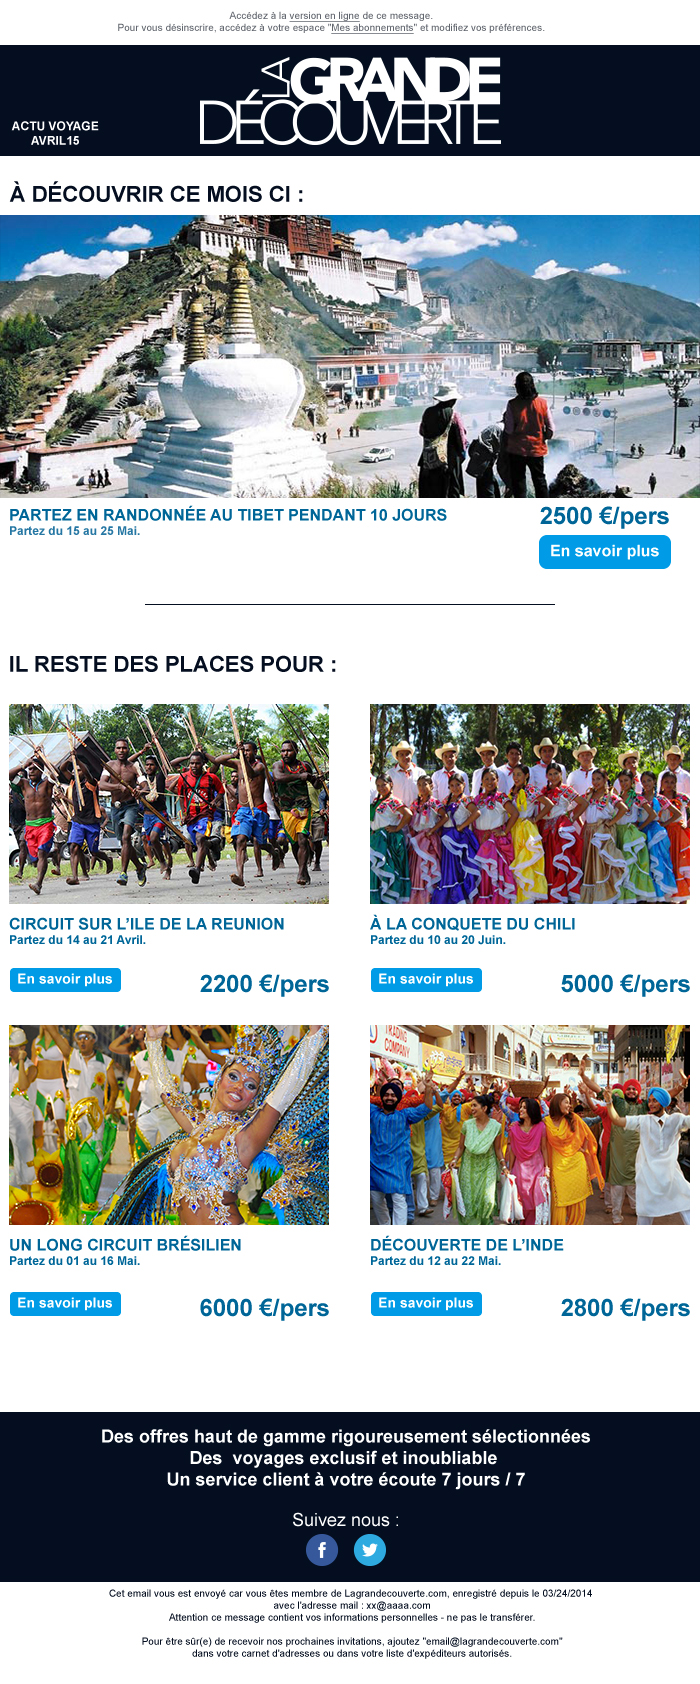 Accédez à la version en ligne de ce message.
Pour vous désinscrire, accédez à votre espace "Mes abonnements" et modifiez vos préférences.
LA GRANDE
DÉCOUVERTE
ACTU VOYAGE
AVRIL15
À DÉCOUVRIR CE MOIS CI :
PARTEZ EN RANDONNÉE AU TIBET PENDANT 10 JOURS
Partez du 15 au 25 Mai.
2500 €/pers
En savoir plus
IL RESTE DES PLACES POUR :
CIRCUIT SUR L'ILE DE LA REUNION
Partez du 14 au 21 Avril.
En savoir plus
2200 €/pers
À LA CONQUETE DU CHILI
Partez du 10 au 20 Juin.
En savoir plus
5000 €/pers
TRADING
COMPANY
UN LONG CIRCUIT BRÉSILIEN
Partez du 01 au 16 Mai.
En savoir plus
6000 €/pers
DÉCOUVERTE DE L'INDE
Partez du 12 au 22 Mai.
En savoir plus
2800 €/pers
Des offres haut de gamme rigoureusement sélectionnées
Des  voyages exclusif et inoubliable
Un service client à votre écoute 7 jours / 7
Suivez nous :
Cet email vous est envoyé car vous êtes membre de Lagrandecouverte.com, enregistré depuis le 03/24/2014
avec l'adresse mail : xx@aaaa.com
Attention ce message contient vos informations personnelles - ne pas le transférer.
Pour être sûr(e) de recevoir nos prochaines invitations, ajoutez "email@lagrandecouverte.com"
dans votre carnet d'adresses ou dans votre liste d'expéditeurs autorisés.